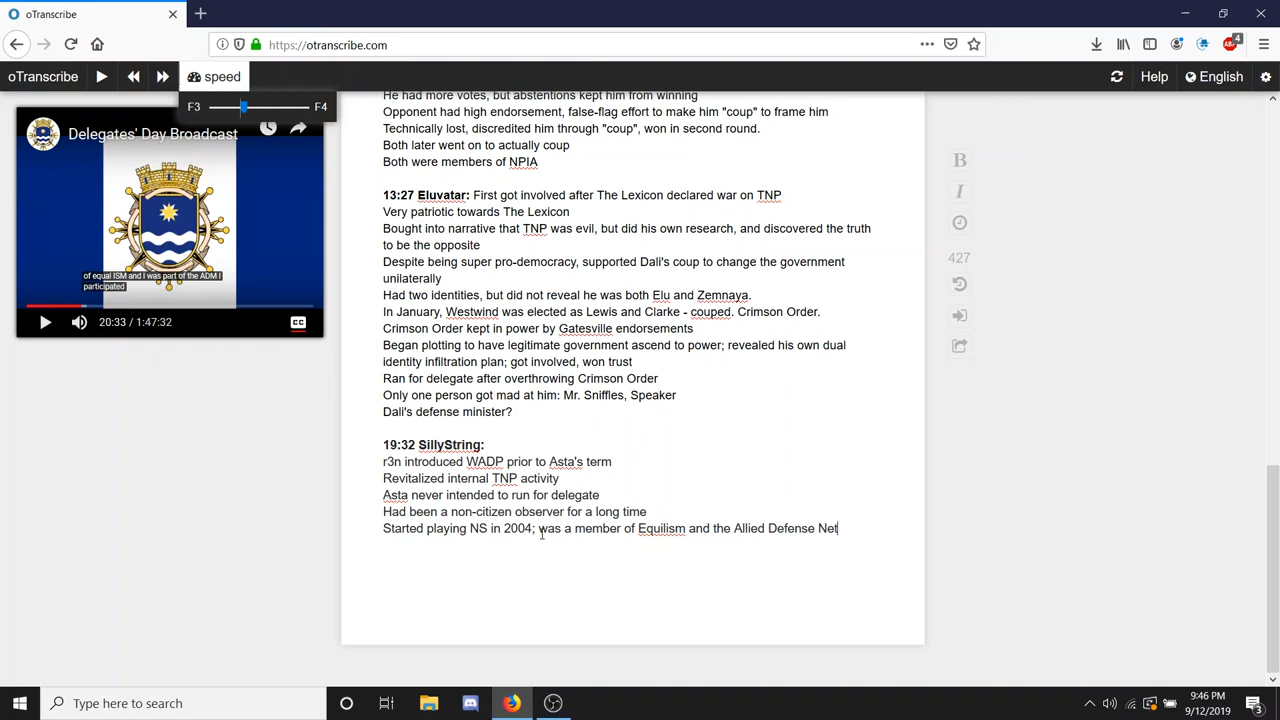 oTranscribe
https://otranscribe.com
4
oTranscribe
speed
Help
English
F3
F4
Delegates' Day Broadcast
of equal ISM and I was part of the ADM I
participated
20:33 / 1:47:32
He had more votes, but abstentions kept him from winning
Opponent had high endorsement, false-flag effort to make him "coup" to frame him
Technically lost, discredited him through "coup", won in second round.
Both later went on to actually coup
Both were members of NPIA
13:27 Eluvatar: First got involved after The Lexicon declared war on TNP
Very patriotic towards The Lexicon
Bought into narrative that TNP was evil, but did his own research, and discovered the truth
to be the opposite
Despite being super pro-democracy, supported Dali's coup to change the government
unilaterally
Had two identities, but did not reveal he was both Elu and Zemnaya.
In January, Westwind was elected as Lewis and Clarke - couped. Crimson Order.
Crimson Order kept in power by Gatesville endorsements
Began plotting to have legitimate government ascend to power; revealed his own dual
identity infiltration plan; got involved, won trust
Ran for delegate after overthrowing Crimson Order
Only one person got mad at him: Mr. Sniffles, Speaker
Dali's defense minister?
19:32 SillyString:
r3n introduced WADP prior to Asta's term
Revitalized internal TNP activity
Asta never intended to run for delegate
Had been a non-citizen observer for a long time
Started playing NS in 2004; was a member of Equilism and the Allied Defense Net
B
I
427
Type here to search
9:46 PM
9/12/2019
3